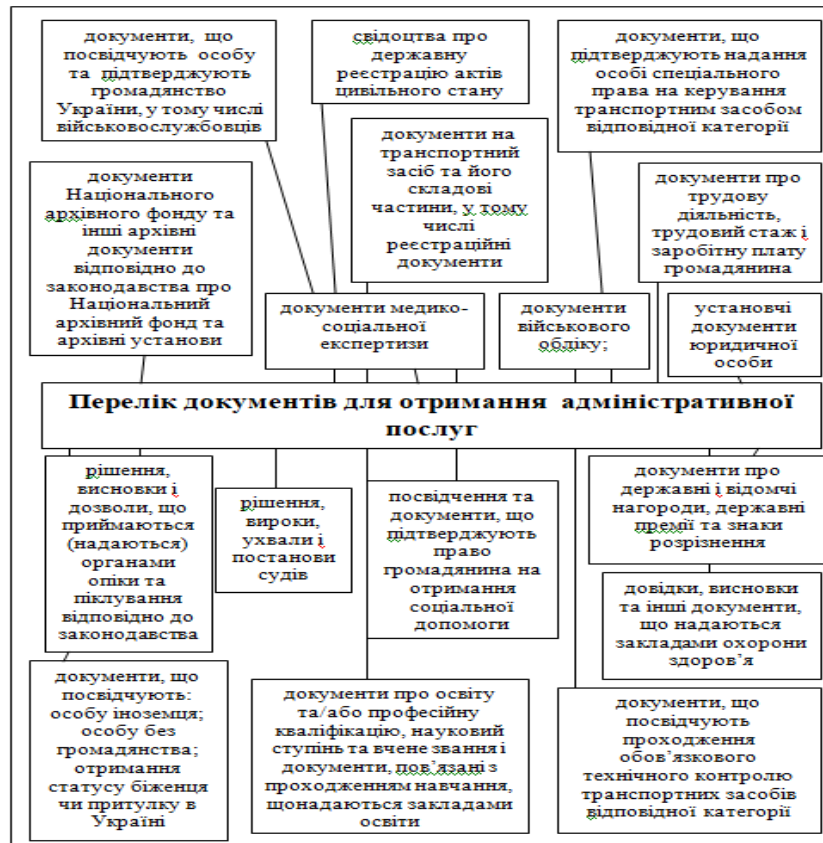 документи, що
посвідчують особу
та підтверджують
громадянство
України, у тому числі
військовослужбовців
свідоцтва про
державну
реєстрацію актів
цивільного стану
документи, що
підтверджують надання
особі спеціального
права на керування
транспортним засобом
відповідної категорії
документи
Національного
архівного фонду та
інші архівні
документи
відповідно до
законодавства про
Національний
архівний фонд та
архівні установи
документи на
транспортний
засіб та його
складові
частини, у тому
числі
реєстраційні
документи
документи про
трудову
діяльність,
трудовий стаж і
заробітну плату
громадянина
документи медико-
соціальної
експертизи
документи
військового
обліку;
установчі
документи
юридичної
особи
Перелік документів для отримання адміністративної
послуг
рішення,
висновки і
дозволи, що
приймаються
(надаються)
органами
опіки та
піклування
відповідно до
законодавства
рішення,
вироки,
ухвали і
постанови
судів
посвідчення та
документи, що
підтверджують
право
громадянина на
отримання
соціальної
допомоги
документи про
державні і відомчі
нагороди, державні
премії та знаки
розрізнення
довідки, висновки
та інші документи,
що надаються
закладами охорони
здоров’я
документи, що
посвідчують:
особу іноземця;
особу без
громадянства;
отримання
статусу біженця
чи притулку в
Україні
документи про освіту
та/або професійну
кваліфікацію, науковий
ступінь та вчене звання і
документи, пов’язані з
проходженням навчання,
щонадаються закладами
освіти
документи, що
посвідчують
проходження
обов’язкового
технічного контролю
транспортних засобів
відповідної категорії